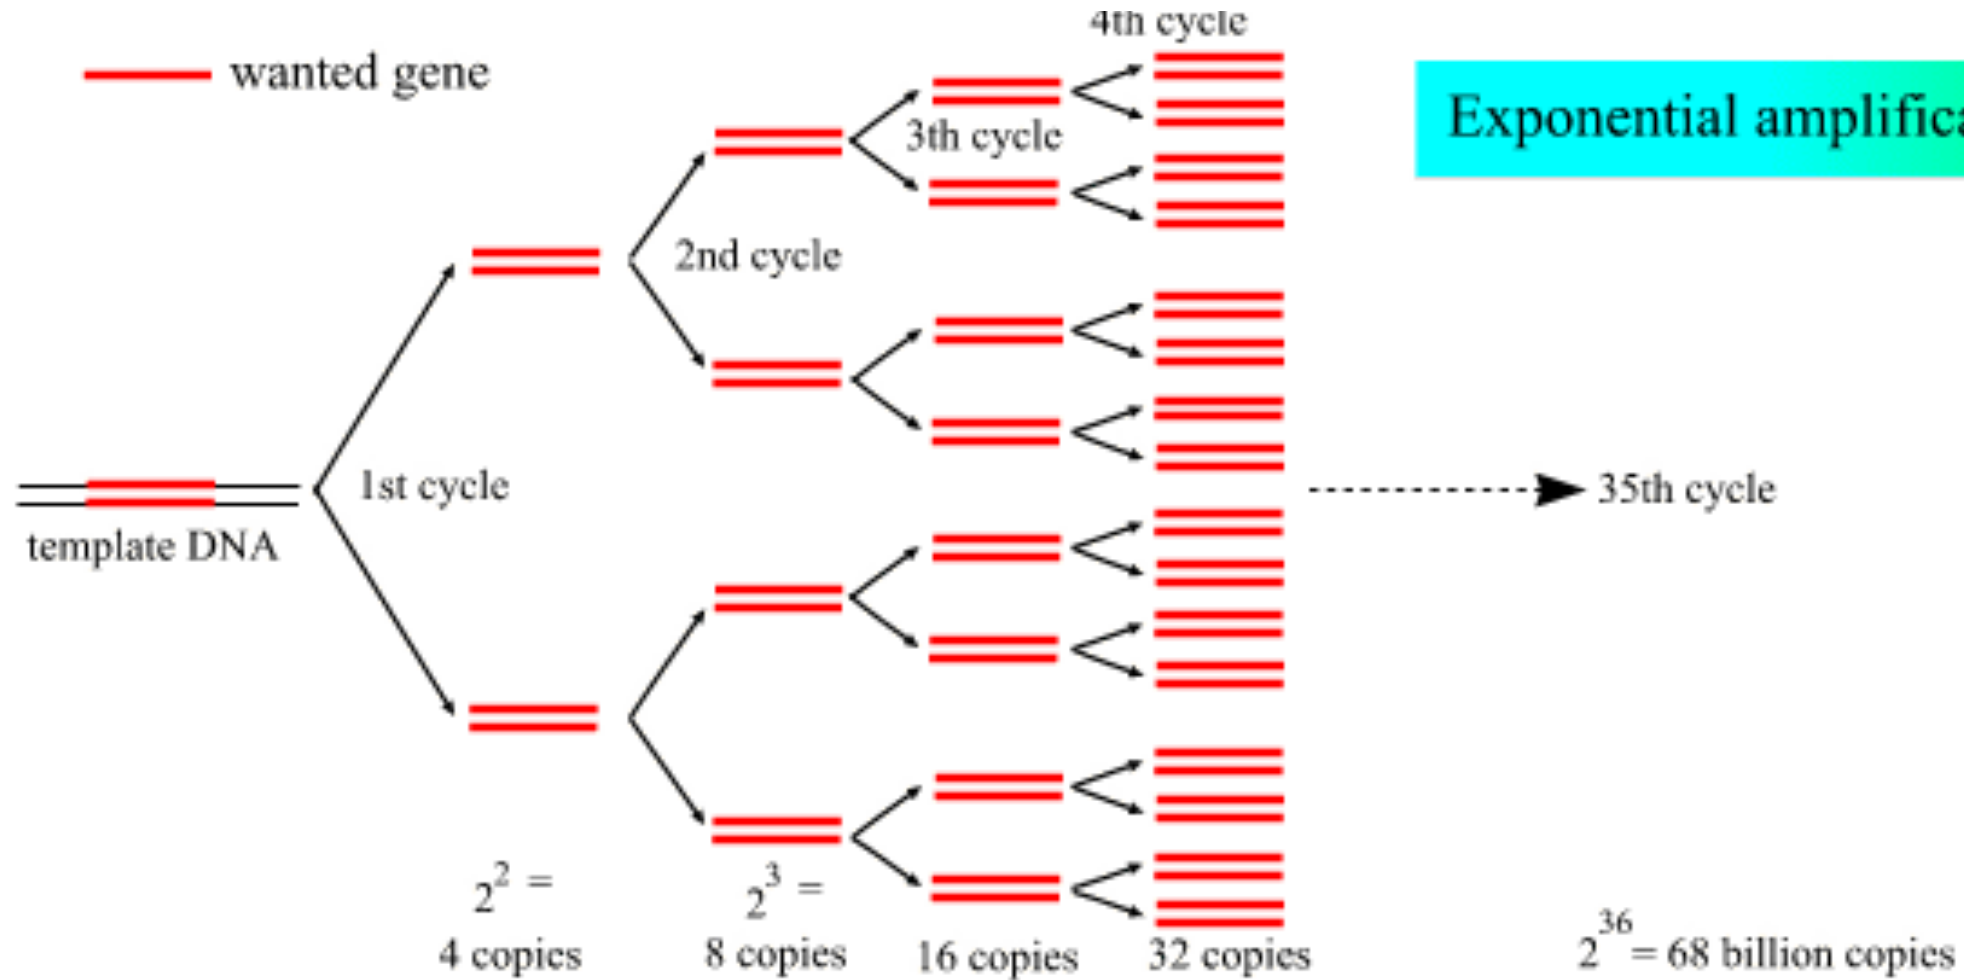 4th cycle
wanted gene
Exponential
3th cycle
2nd cycle
1st cycle
35th cycle
template DNA
2^2 =
4 copies
2^3 =
8 copies
16 copies
32 copies
2^36 = 68 billion copies